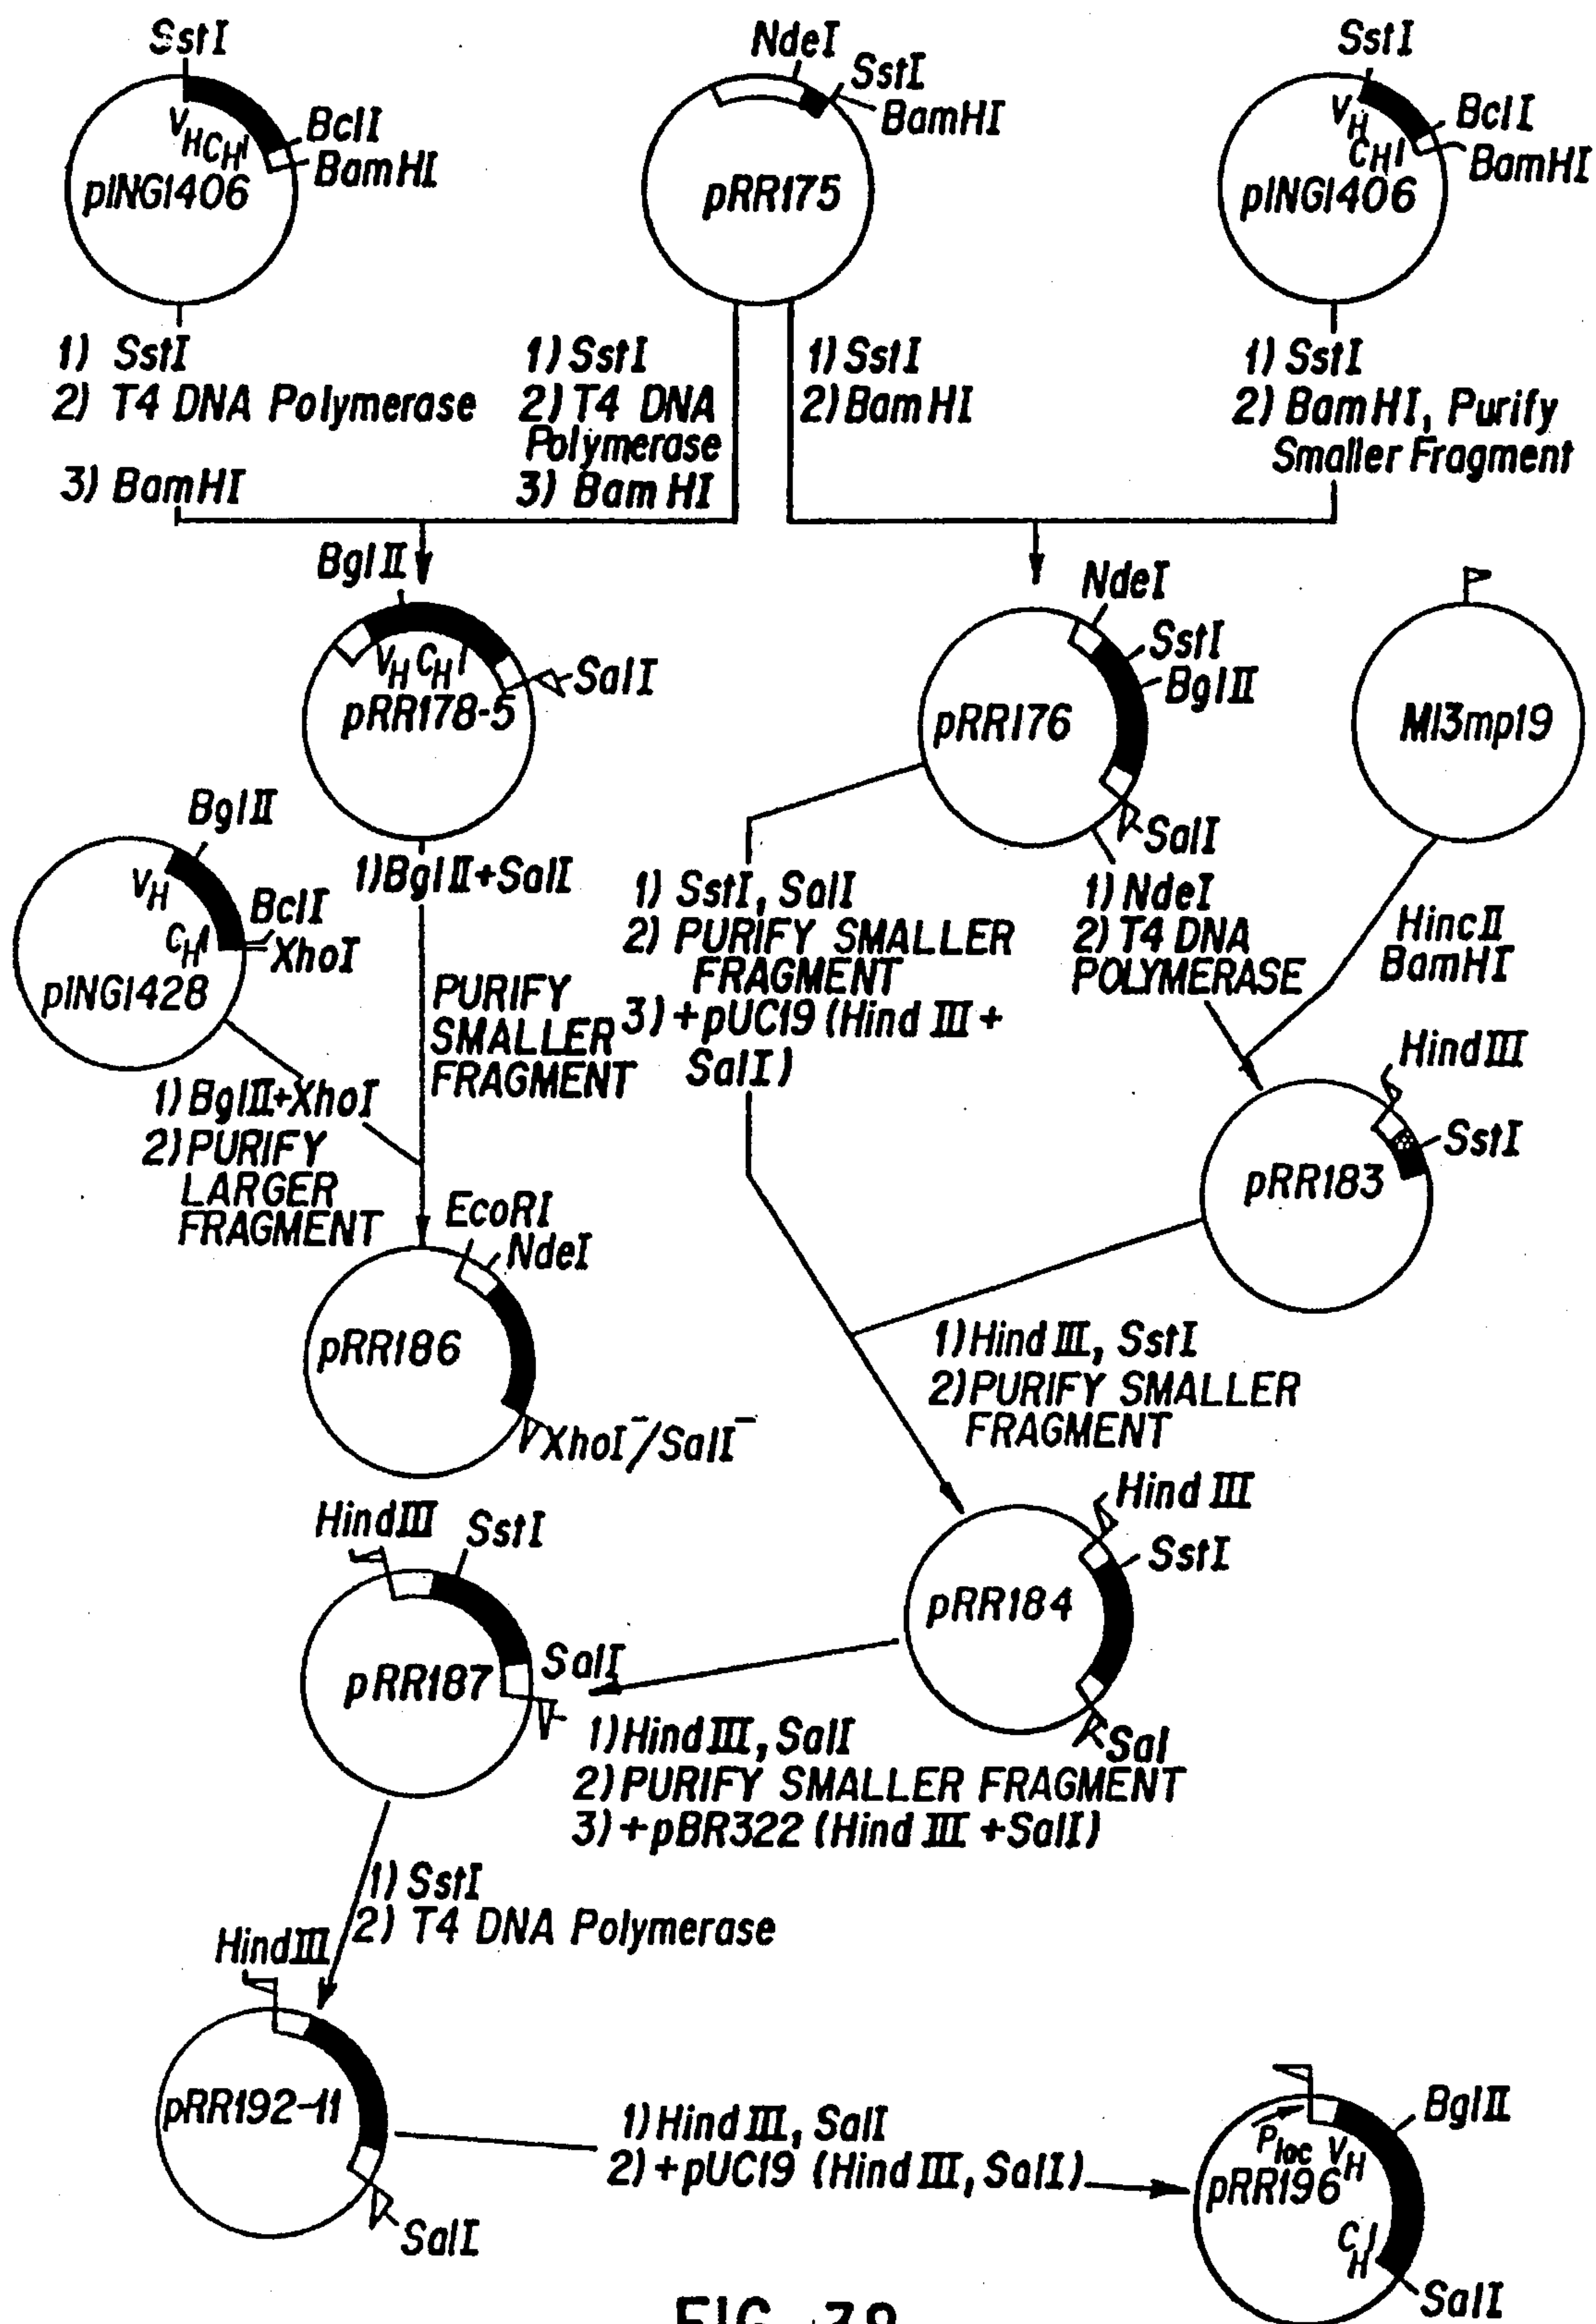 SstI
NdeI
SstI
SstI
BamHI
VHCH1
BclI
BamHI
pING1406
pRR175
VH
CH1
BclI
BamHI
pING1406
1) SstI
2) T4 DNA Polymerase
3) BamHI
1) SstI
2) T4 DNA
Polymerase
3) BamHI
1) SstI
2) BamHI
1) SstI
2) BamHI, Purify
Smaller Fragment
BglII
VH CH1
SalI
pRR178-5
NdeI
SstI
BglII
pRR176
SalI
M13mp19
BglII
VH
BclI
CH1
XhoI
pING1428
1) BglII+SalI
PURIFY
SMALLER
FRAGMENT
1) BglII+XhoI
2) PURIFY
LARGER
FRAGMENT
1) SstI, SalI
2) PURIFY SMALLER
FRAGMENT
3) +pUC19 (Hind III +
SalI)
1) NdeI
2) T4 DNA
POLYMERASE
HincII
BamHI
HindIII
SstI
pRR183
EcoRI
NdeI
pRR186
XhoI⁻/SalI⁻
1) Hind III, SstI
2) PURIFY SMALLER
FRAGMENT
Hind III
SstI
pRR184
Sal
HindIII
SstI
pRR187
SalI
1) Hind III, SalI
2) PURIFY SMALLER FRAGMENT
3) +pBR322 (Hind III +SalI)
1) SstI
2) T4 DNA Polymerase
HindIII
pRR192-11
SalI
1) Hind III, SalI
2) +pUC19 (Hind III, SalI)
BglII
Plac VH
pRR196
CH1
SalI